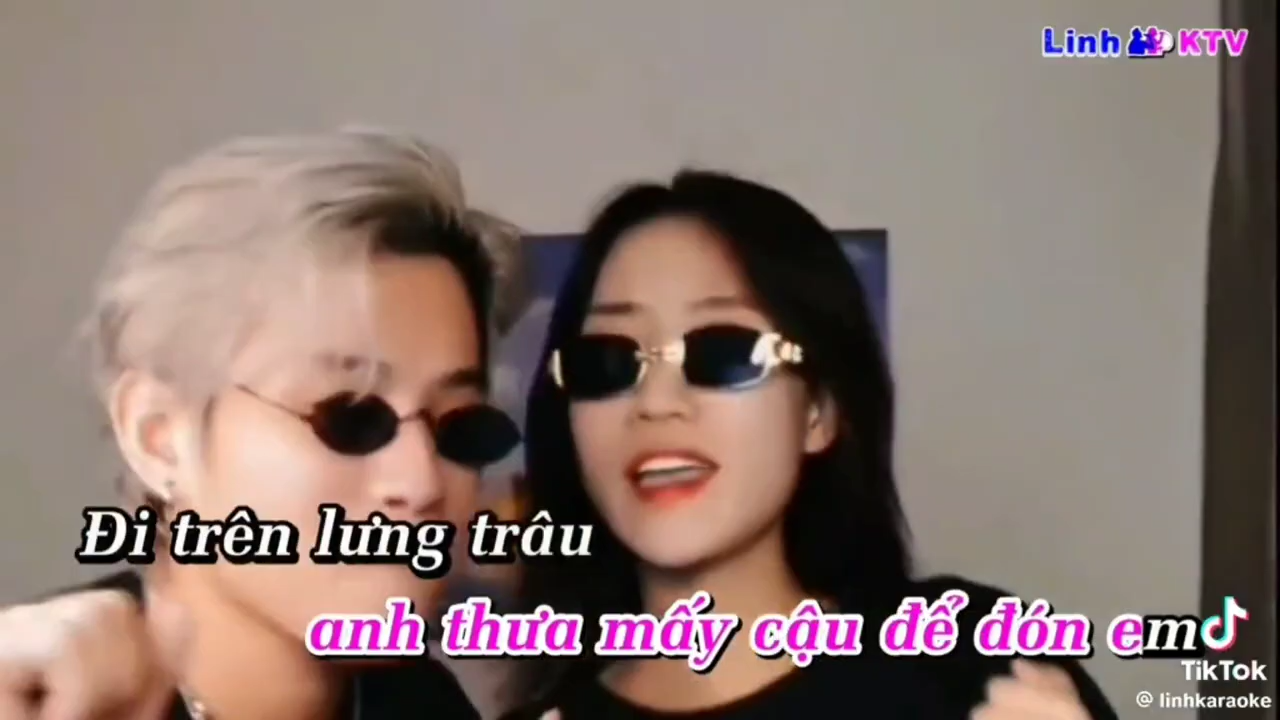 Linh KTV
Đi trên lưng trâu
anh thưa mấy cậu để đón em
TikTok
@ linhkaraoke